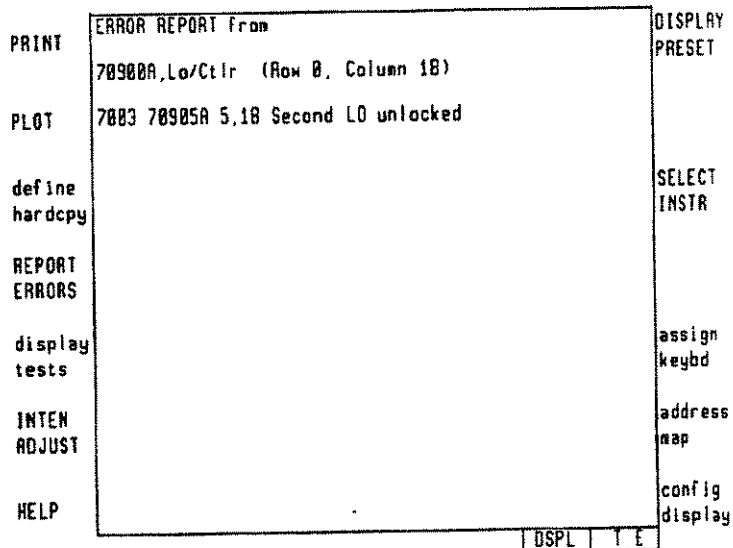 PRINT
PLOT
define
hardcpy
REPORT
ERRORS
display
tests
INTEN
ADJUST
HELP
ERROR REPORT from
70900A,Lo/Ctlr (Row 0, Column 18)
7003 70905A 5,18 Second LO unlocked
DISPLAY
PRESET
SELECT
INSTR
assign
keybd
address
map
config
display
DSPL T E